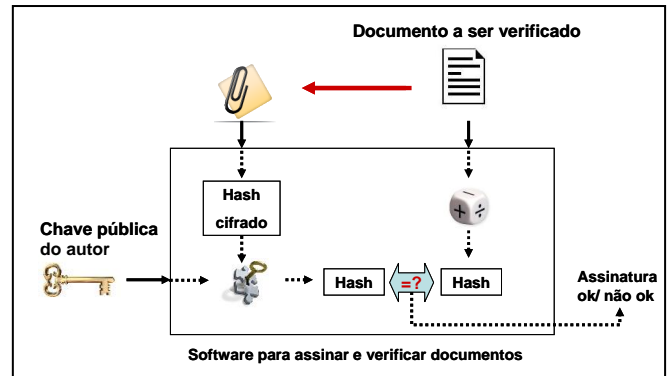 Documento a ser verificado
Hash
cifrado
Chave pública
do autor
Hash
=?
Hash
Assinatura
ok/ não ok
Software para assinar e verificar documentos